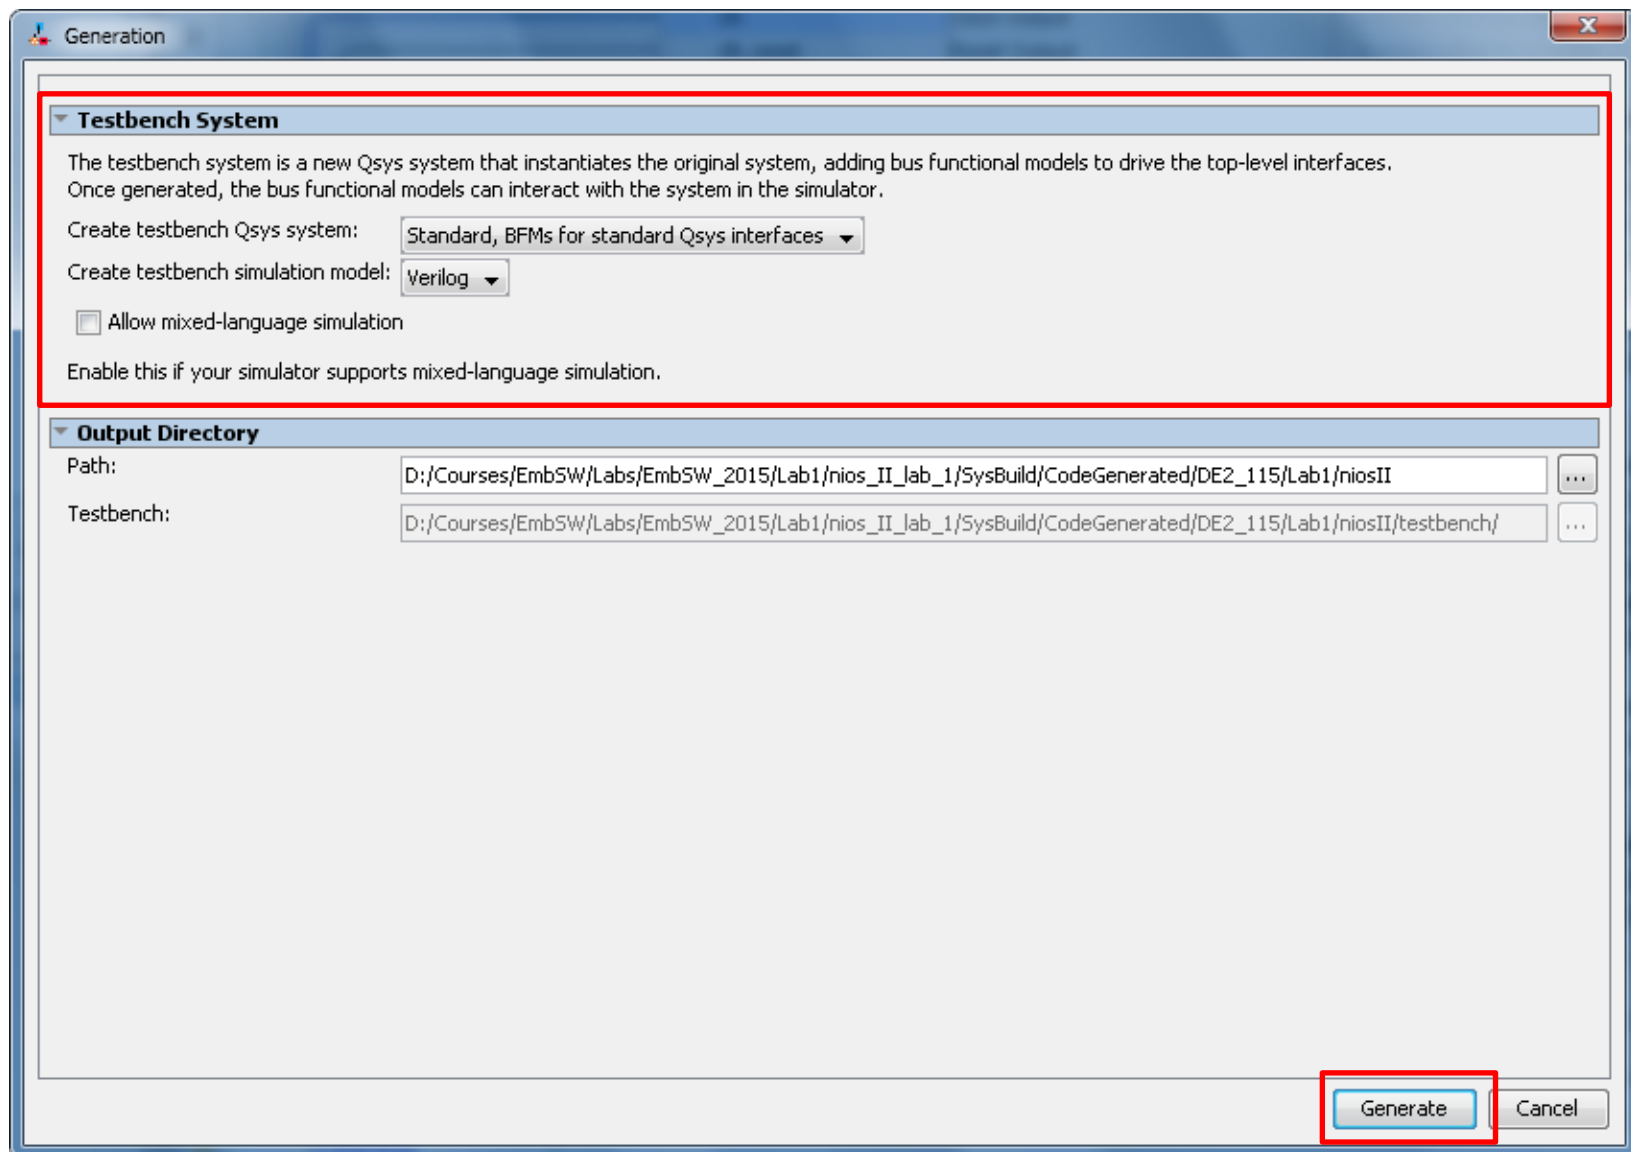 Generation
Testbench System
The testbench system is a new Qsys system that instantiates the original system, adding bus functional models to drive the top-level interfaces.
Once generated, the bus functional models can interact with the system in the simulator.
Create testbench Qsys system: Standard, BFMs for standard Qsys interfaces
Create testbench simulation model: Verilog
Allow mixed-language simulation
Enable this if your simulator supports mixed-language simulation.
Output Directory
Path: D:/Courses/EmbSW/Labs/EmbSW_2015/Lab1/nios_II_lab_1/SysBuild/CodeGenerated/DE2_115/Lab1/niosII ...
Testbench: D:/Courses/EmbSW/Labs/EmbSW_2015/Lab1/nios_II_lab_1/SysBuild/CodeGenerated/DE2_115/Lab1/niosII/testbench/ ...
Generate Cancel